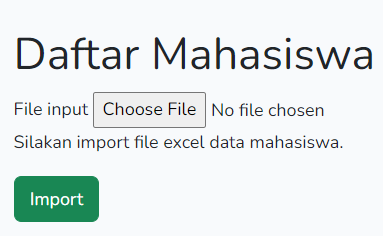 Daftar Mahasiswa
File input Choose File No file chosen
Silakan import file excel data mahasiswa.
Import